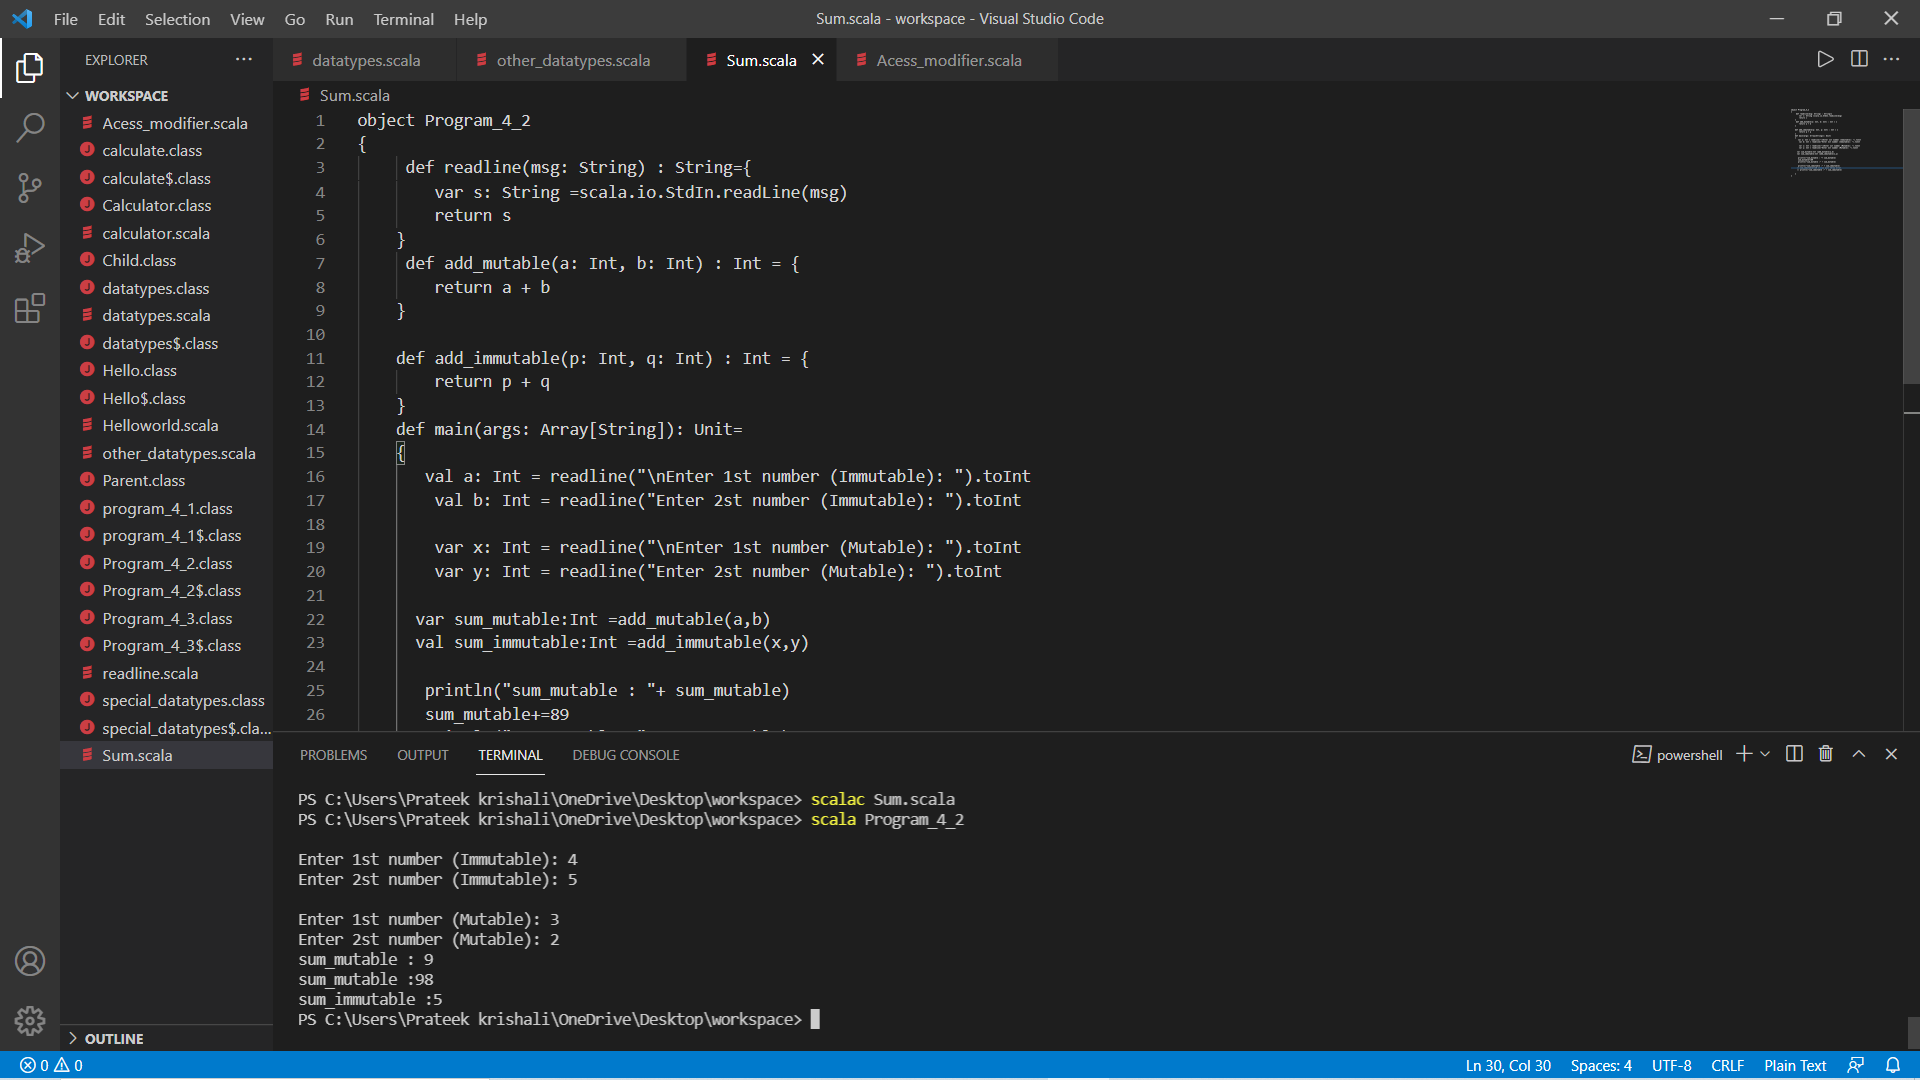 File Edit Selection View Go Run Terminal Help
Sum.scala - workspace - Visual Studio Code
EXPLORER
WORKSPACE
Acess_modifier.scala
calculate.class
calculate$.class
Calculator.class
calculator.scala
Child.class
datatypes.class
datatypes.scala
datatypes$.class
Hello.class
Hello$.class
Helloworld.scala
other_datatypes.scala
Parent.class
program_4_1.class
program_4_1$.class
Program_4_2.class
Program_4_2$.class
Program_4_3.class
Program_4_3$.class
readline.scala
special_datatypes.class
special_datatypes$.cla...
Sum.scala
OUTLINE
datatypes.scala other_datatypes.scala Sum.scala Acess_modifier.scala
Sum.scala
1 object Program_4_2
2 {
3 def readline(msg: String) : String={
4 var s: String =scala.io.StdIn.readLine(msg)
5 return s
6 }
7 def add_mutable(a: Int, b: Int) : Int = {
8 return a + b
9 }
10
11 def add_immutable(p: Int, q: Int) : Int = {
12 return p + q
13 }
14 def main(args: Array[String]): Unit=
15 {
16 val a: Int = readline("\nEnter 1st number (Immutable): ").toInt
17 val b: Int = readline("Enter 2st number (Immutable): ").toInt
18
19 var x: Int = readline("\nEnter 1st number (Mutable): ").toInt
20 var y: Int = readline("Enter 2st number (Mutable): ").toInt
21
22 var sum_mutable:Int =add_mutable(a,b)
23 val sum_immutable:Int =add_immutable(x,y)
24
25 println("sum_mutable : "+ sum_mutable)
26 sum_mutable+=89
PROBLEMS OUTPUT TERMINAL DEBUG CONSOLE
powershell
PS C:\Users\Prateek krishali\OneDrive\Desktop\workspace> scalac Sum.scala
PS C:\Users\Prateek krishali\OneDrive\Desktop\workspace> scala Program_4_2
Enter 1st number (Immutable): 4
Enter 2st number (Immutable): 5
Enter 1st number (Mutable): 3
Enter 2st number (Mutable): 2
sum_mutable : 9
sum_mutable :98
sum_immutable :5
PS C:\Users\Prateek krishali\OneDrive\Desktop\workspace>
0 0
Ln 30, Col 30 Spaces: 4 UTF-8 CRLF Plain Text